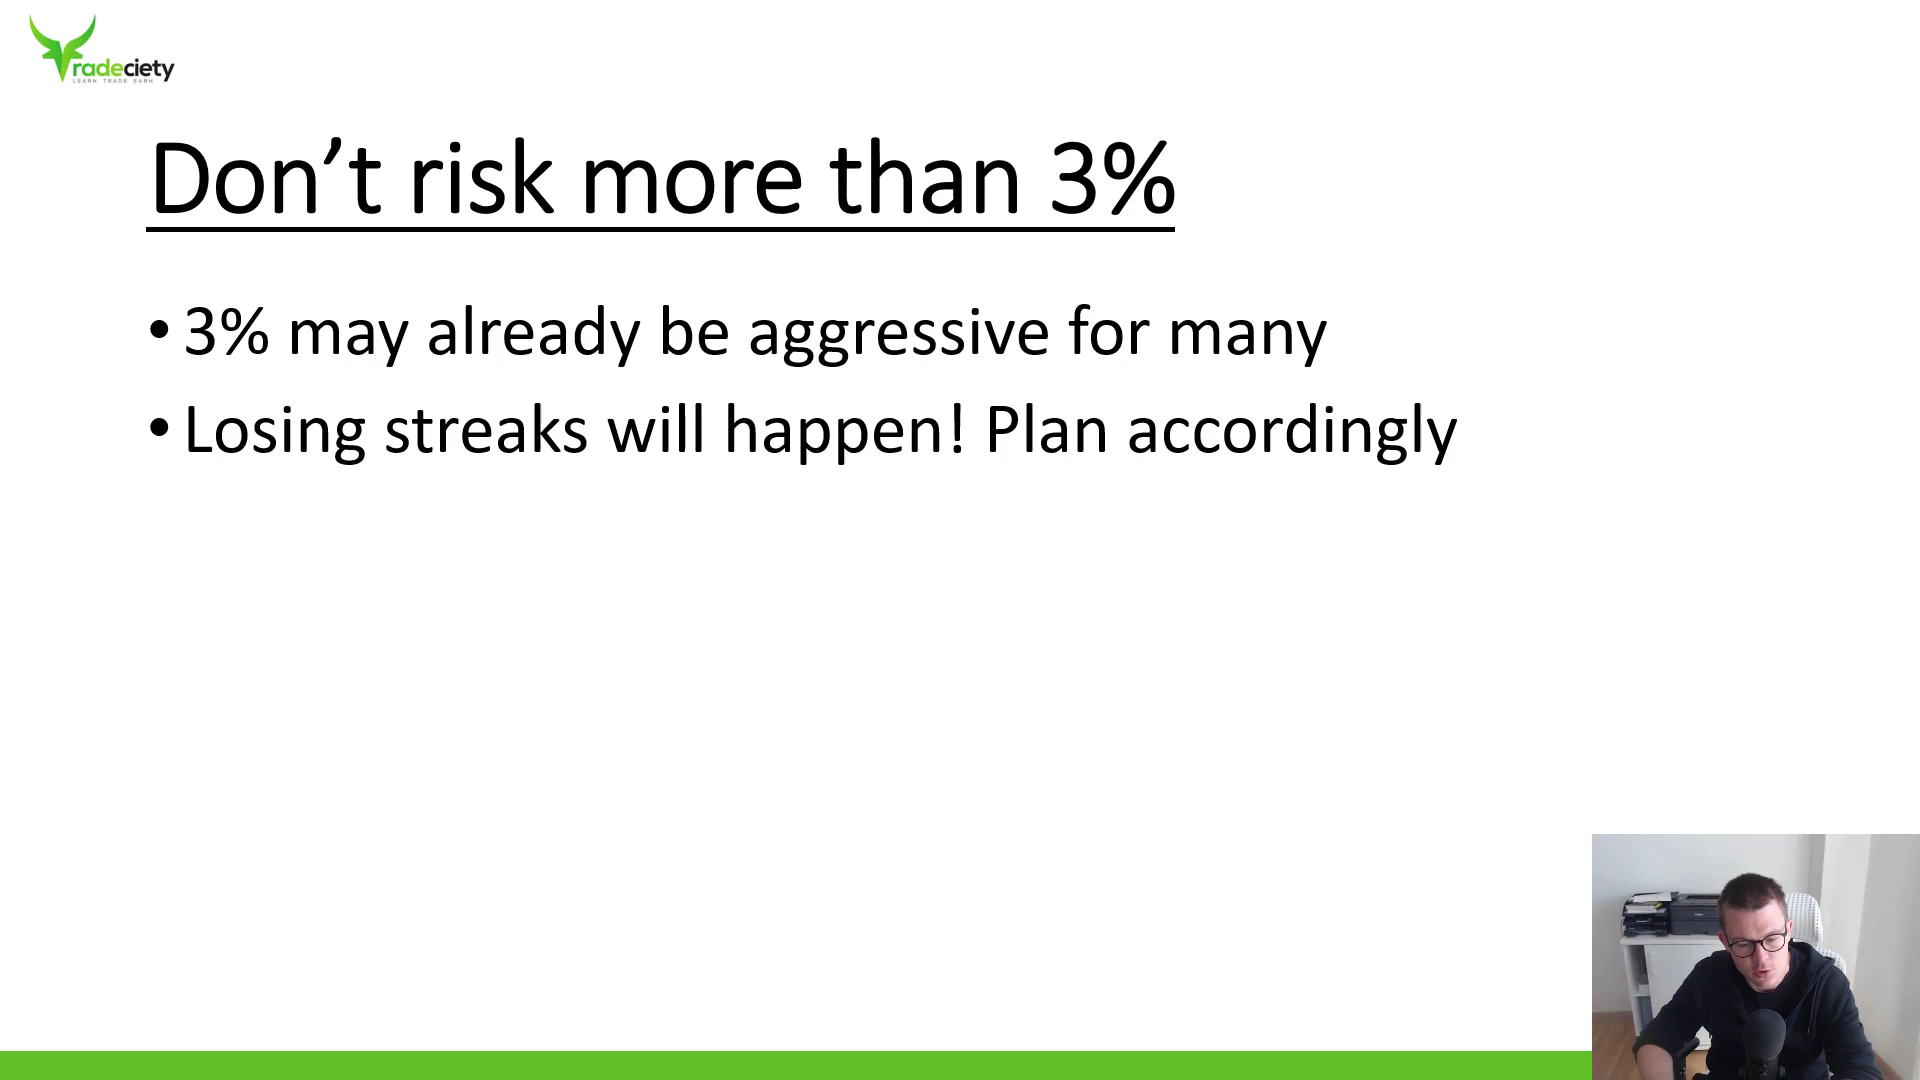 Tradeciety
LEARN TRADE EARN
Don’t risk more than 3%
• 3% may already be aggressive for many
• Losing streaks will happen! Plan accordingly